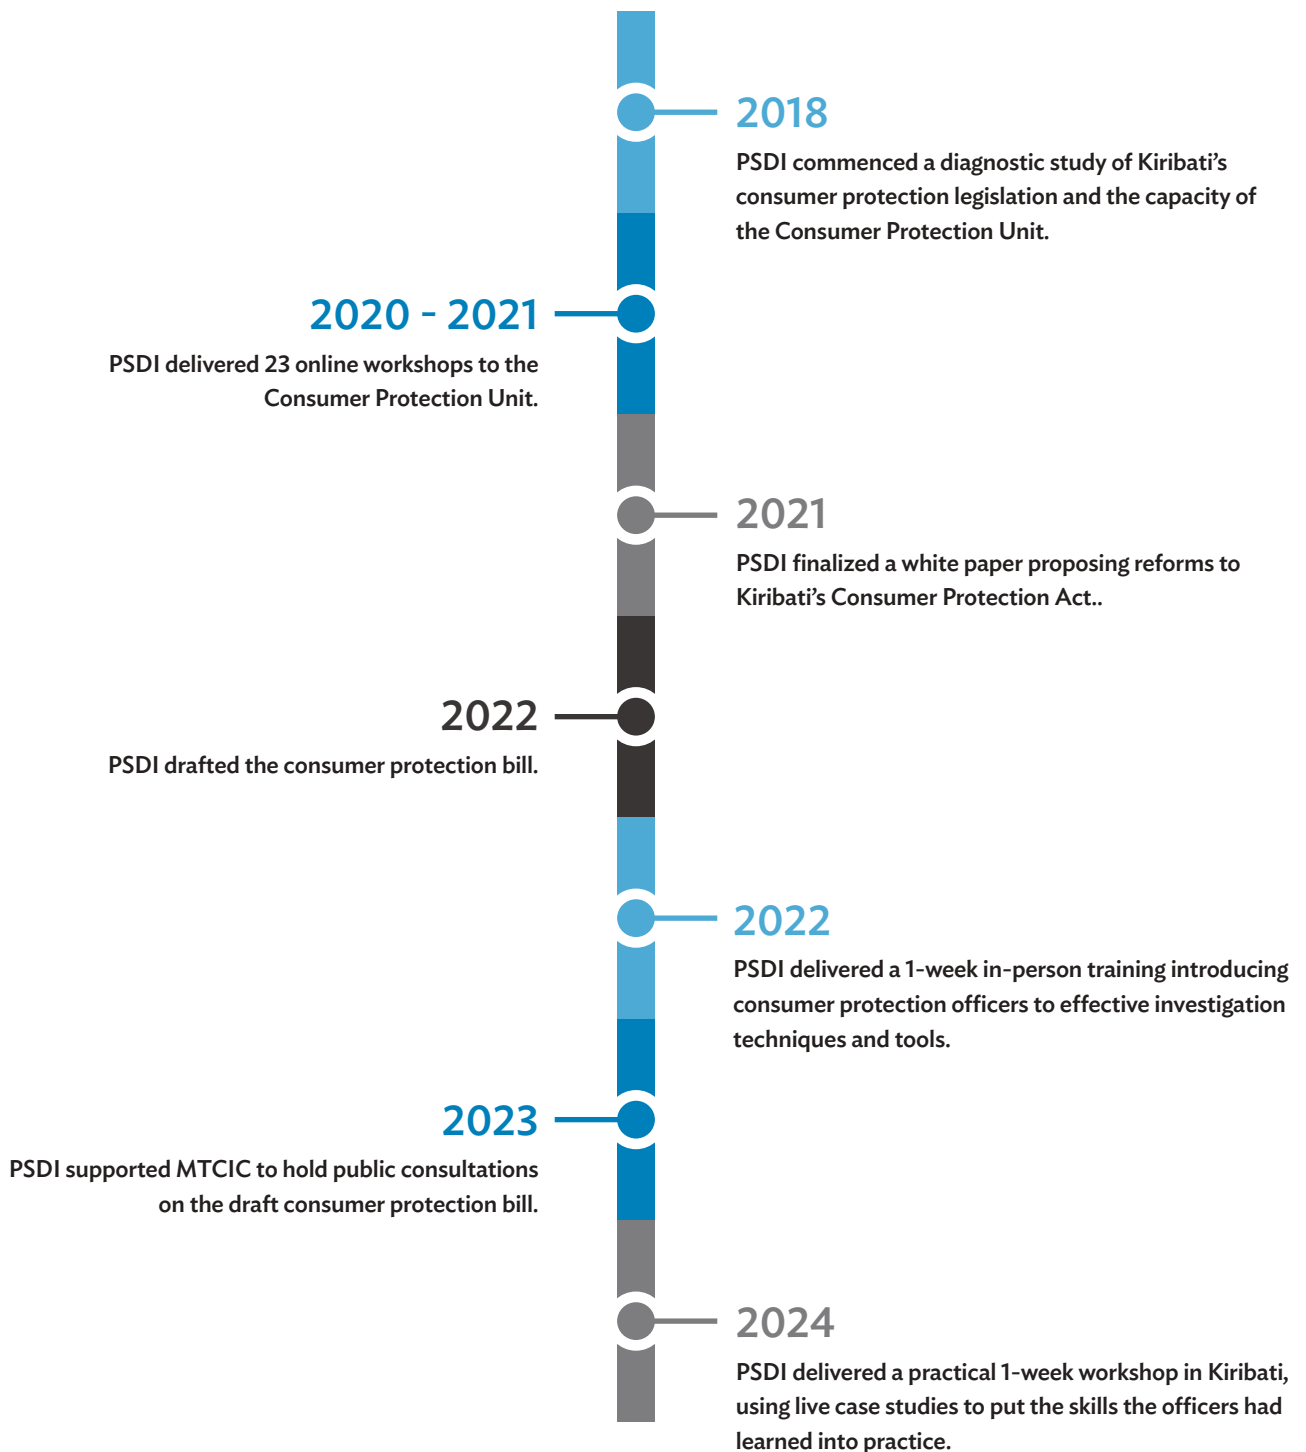 2018
PSDI commenced a diagnostic study of Kiribati’s
consumer protection legislation and the capacity of
the Consumer Protection Unit.
2020 - 2021
PSDI delivered 23 online workshops to the
Consumer Protection Unit.
2021
PSDI finalized a white paper proposing reforms to
Kiribati’s Consumer Protection Act..
2022
PSDI drafted the consumer protection bill.
2022
PSDI delivered a 1-week in-person training introducing
consumer protection officers to effective investigation
techniques and tools.
2023
PSDI supported MTCIC to hold public consultations
on the draft consumer protection bill.
2024
PSDI delivered a practical 1-week workshop in Kiribati,
using live case studies to put the skills the officers had
learned into practice.